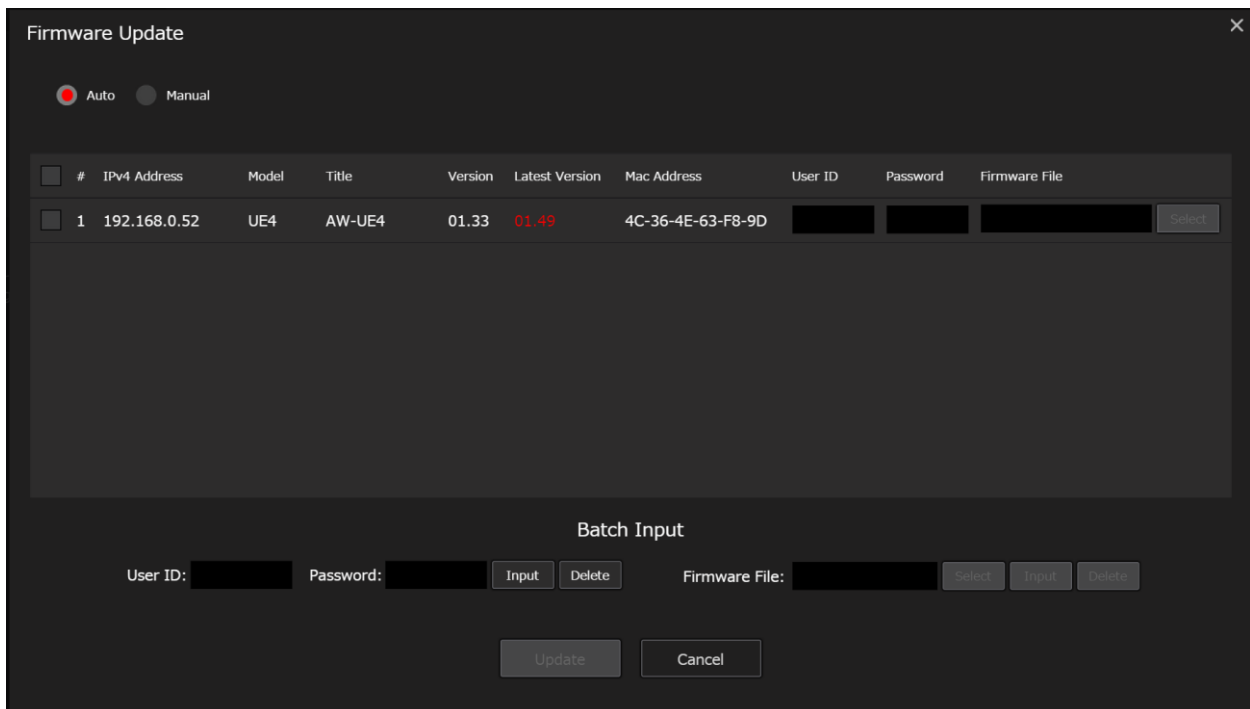 Firmware Update
Auto Manual
# IPv4 Address Model Title Version Latest Version Mac Address User ID Password Firmware File
1 192.168.0.52 UE4 AW-UE4 01.33 01.49 4C-36-4E-63-F8-9D Select
Batch Input
User ID: Password: Input Delete Firmware File: Select Input Delete
Update Cancel